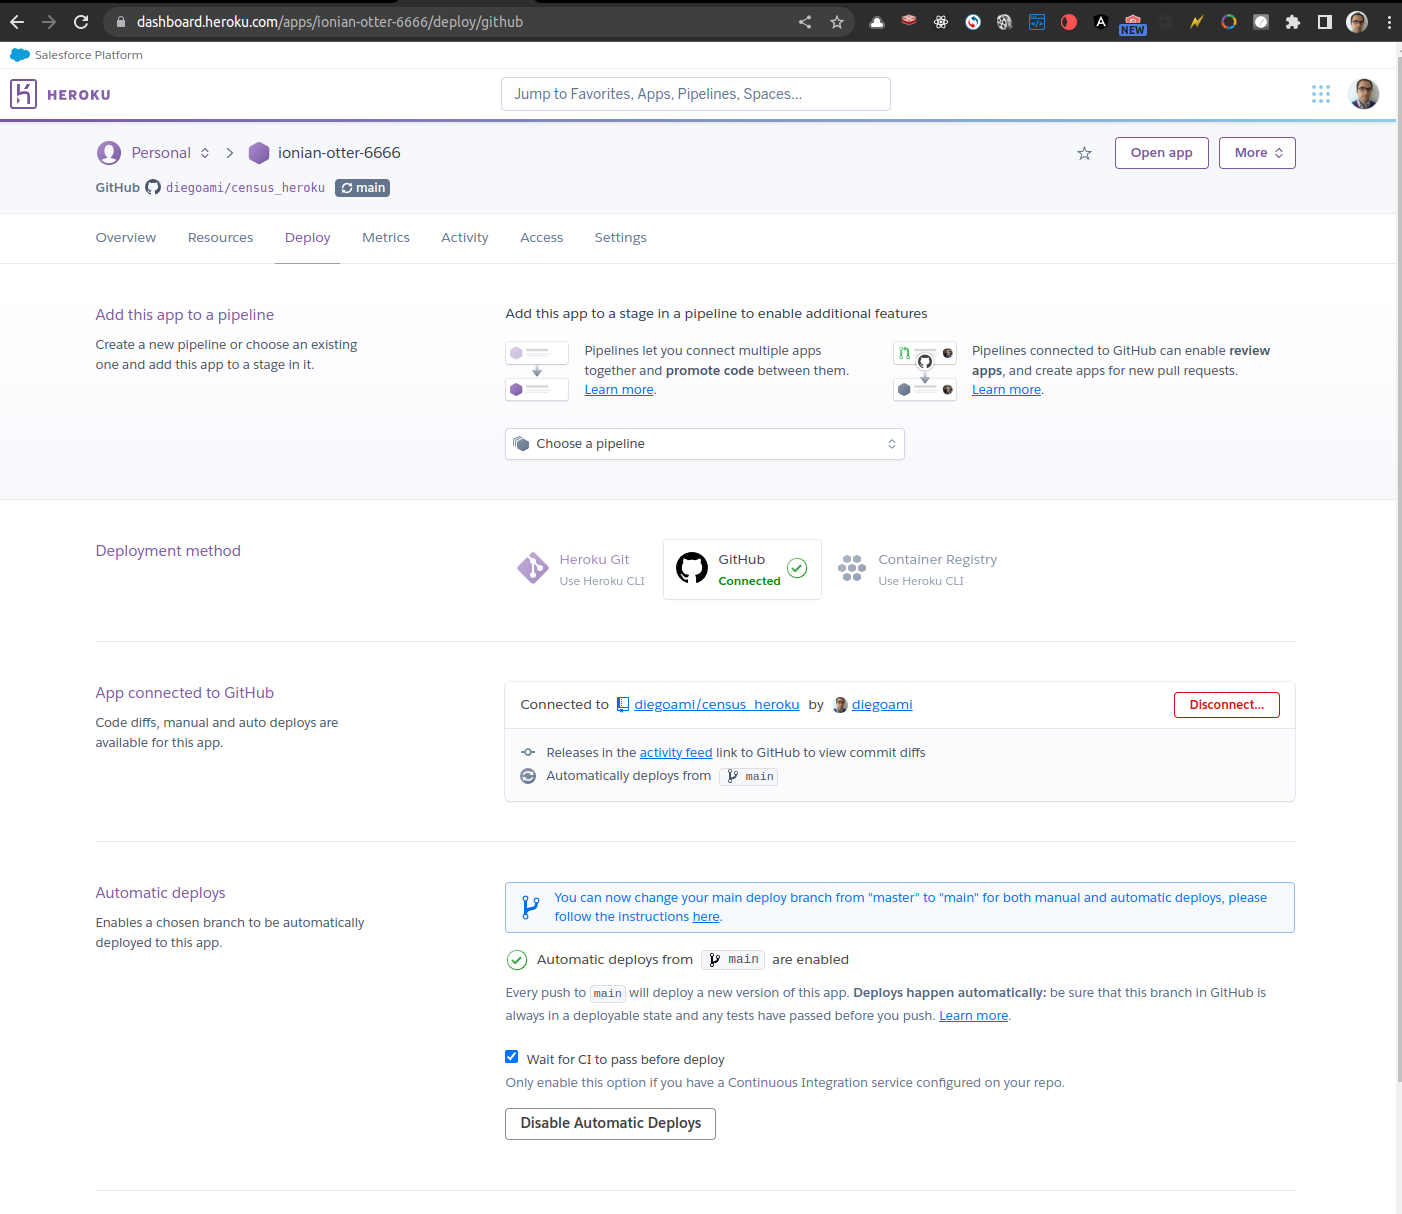 dashboard.heroku.com/apps/ionian-otter-6666/deploy/github
NEW
Salesforce Platform
HEROKU
Jump to Favorites, Apps, Pipelines, Spaces...
Personal
ionian-otter-6666
Open app
More
GitHub diegoami/census_heroku main
Overview Resources Deploy Metrics Activity Access Settings
Add this app to a pipeline
Create a new pipeline or choose an existing
one and add this app to a stage in it.
Add this app to a stage in a pipeline to enable additional features
Pipelines let you connect multiple apps
together and promote code between them.
Learn more.
Pipelines connected to GitHub can enable review
apps, and create apps for new pull requests.
Learn more.
Choose a pipeline
Deployment method
Heroku Git
Use Heroku CLI
GitHub
Connected
Container Registry
Use Heroku CLI
App connected to GitHub
Code diffs, manual and auto deploys are
available for this app.
Connected to diegoami/census_heroku by diegoami
Disconnect...
Releases in the activity feed link to GitHub to view commit diffs
Automatically deploys from main
Automatic deploys
Enables a chosen branch to be automatically
deployed to this app.
You can now change your main deploy branch from "master" to "main" for both manual and automatic deploys, please
follow the instructions here.
Automatic deploys from main are enabled
Every push to main will deploy a new version of this app. Deploys happen automatically: be sure that this branch in GitHub is
always in a deployable state and any tests have passed before you push. Learn more.
Wait for CI to pass before deploy
Only enable this option if you have a Continuous Integration service configured on your repo.
Disable Automatic Deploys